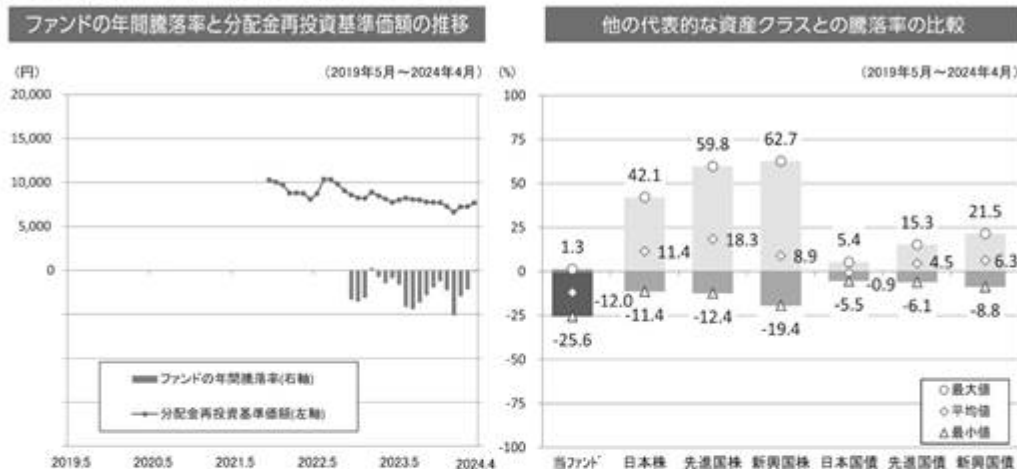 ファンドの年間騰落率と分配金再投資基準価額の推移
(円)
(2019年5月～2024年4月)
20,000
15,000
10,000
5,000
0
ファンドの年間騰落率(右軸)
分配金再投資基準価額(左軸)
2019.5 2020.5 2021.5 2022.5 2023.5 2024.4
他の代表的な資産クラスとの騰落率の比較
(%)
(2019年5月～2024年4月)
100
75
50
25
0
-25
-50
-75
-100
1.3 42.1 59.8 62.7 5.4 15.3 21.5
-12.0 11.4 18.3 8.9 -0.9 4.5 6.3
-25.6 -11.4 -12.4 -19.4 -5.5 -6.1 -8.8
最大値
平均値
最小値
当ファンド 日本株 先進国株 新興国株 日本国債 先進国債 新興国債